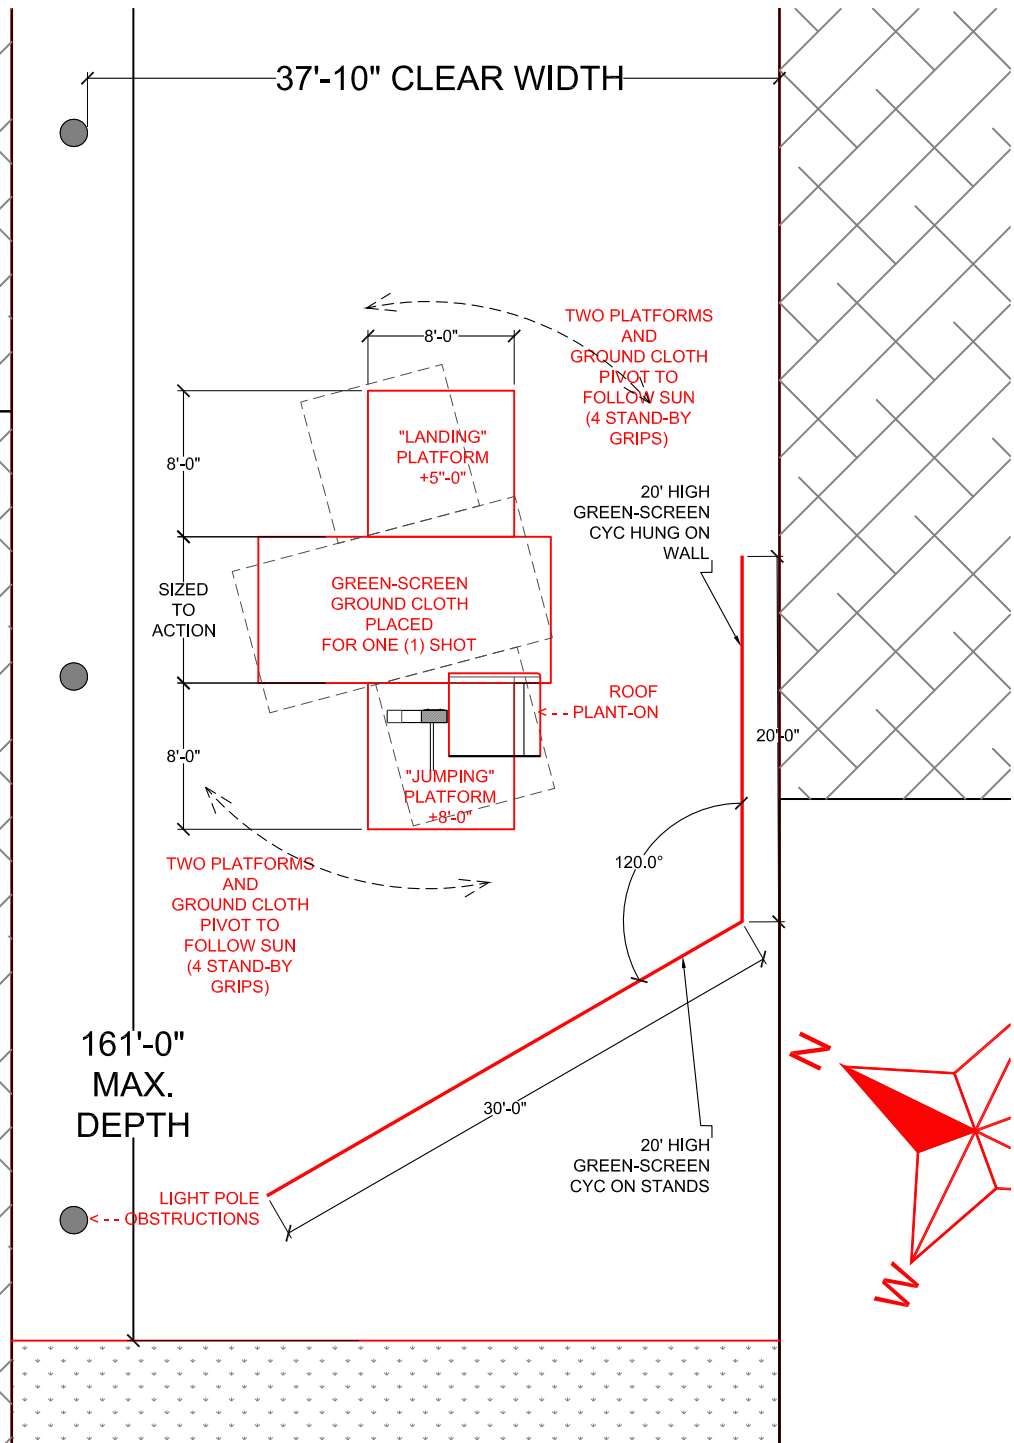 37'-10" CLEAR WIDTH
TWO PLATFORMS
AND
GROUND CLOTH
PIVOT TO
FOLLOW SUN
(4 STAND-BY
GRIPS)
8'-0"
"LANDING"
PLATFORM
+5"-0"
8'-0"
20' HIGH
GREEN-SCREEN
CYC HUNG ON
WALL
SIZED
TO
ACTION
GREEN-SCREEN
GROUND CLOTH
PLACED
FOR ONE (1) SHOT
ROOF
PLANT-ON
20'-0"
8'-0"
"JUMPING"
PLATFORM
+8'-0"
120.0°
TWO PLATFORMS
AND
GROUND CLOTH
PIVOT TO
FOLLOW SUN
(4 STAND-BY
GRIPS)
161'-0"
MAX.
DEPTH
30'-0"
20' HIGH
GREEN-SCREEN
CYC ON STANDS
LIGHT POLE
OBSTRUCTIONS
N
W